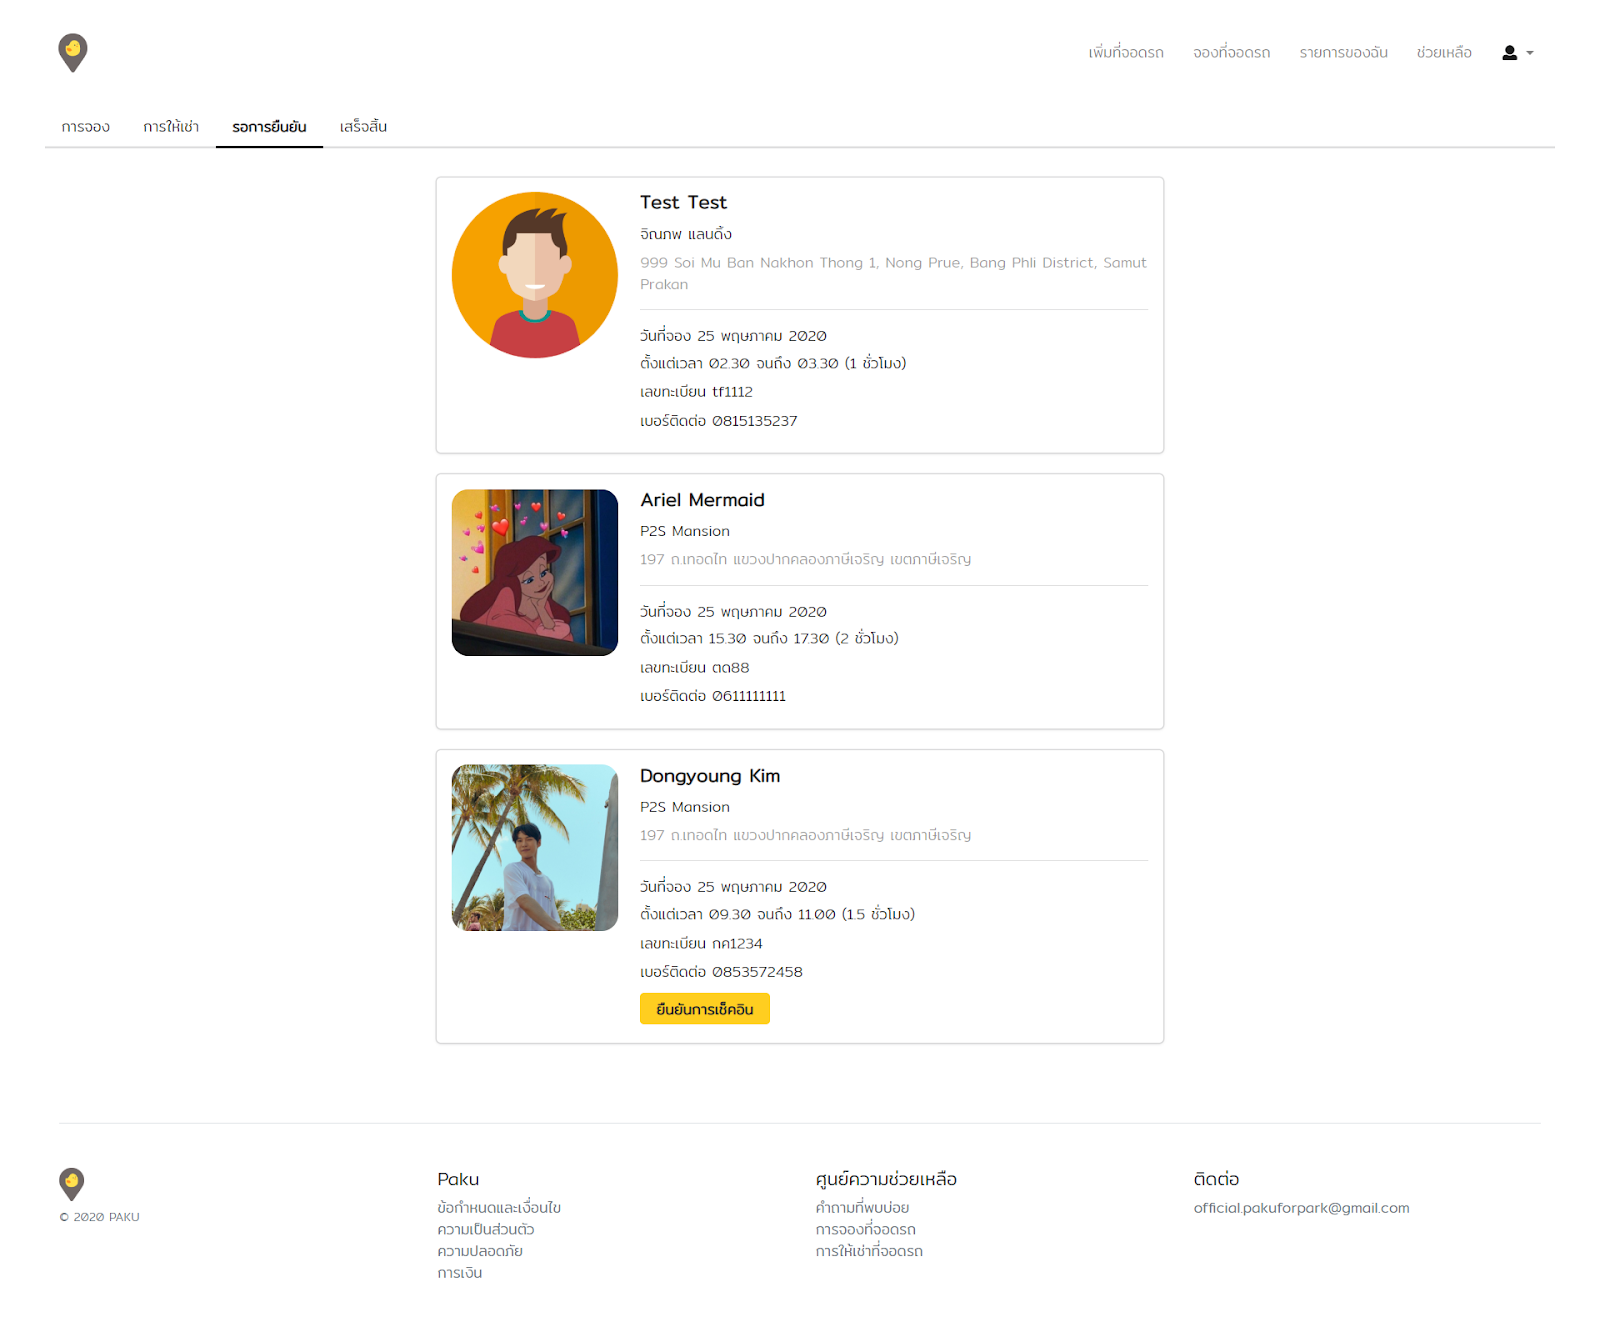 เพิ่มที่จอดรถ จองที่จอดรถ รายการของฉัน ช่วยเหลือ
การจอง การให้เช่า รอการยืนยัน เสร็จสิ้น
Test Test
จิณภพ แลนดิ้ง
999 Soi Mu Ban Nakhon Thong 1, Nong Prue, Bang Phli District, Samut
Prakan
วันที่จอง 25 พฤษภาคม 2020
ตั้งแต่เวลา 02.30 จนถึง 03.30 (1 ชั่วโมง)
เลขทะเบียน tf1112
เบอร์ติดต่อ 0815135237
Ariel Mermaid
P2S Mansion
197 ถ.เทอดไท แขวงปากคลองภาษีเจริญ เขตภาษีเจริญ
วันที่จอง 25 พฤษภาคม 2020
ตั้งแต่เวลา 15.30 จนถึง 17.30 (2 ชั่วโมง)
เลขทะเบียน ตด88
เบอร์ติดต่อ 0611111111
Dongyoung Kim
P2S Mansion
197 ถ.เทอดไท แขวงปากคลองภาษีเจริญ เขตภาษีเจริญ
วันที่จอง 25 พฤษภาคม 2020
ตั้งแต่เวลา 09.30 จนถึง 11.00 (1.5 ชั่วโมง)
เลขทะเบียน กค1234
เบอร์ติดต่อ 0853572458
ยืนยันการเช็คอิน
© 2020 PAKU
Paku
ข้อกำหนดและเงื่อนไข
ความเป็นส่วนตัว
ความปลอดภัย
การเงิน
ศูนย์ความช่วยเหลือ
คำถามที่พบบ่อย
การจองที่จอดรถ
การให้เช่าที่จอดรถ
ติดต่อ
official.pakuforpark@gmail.com